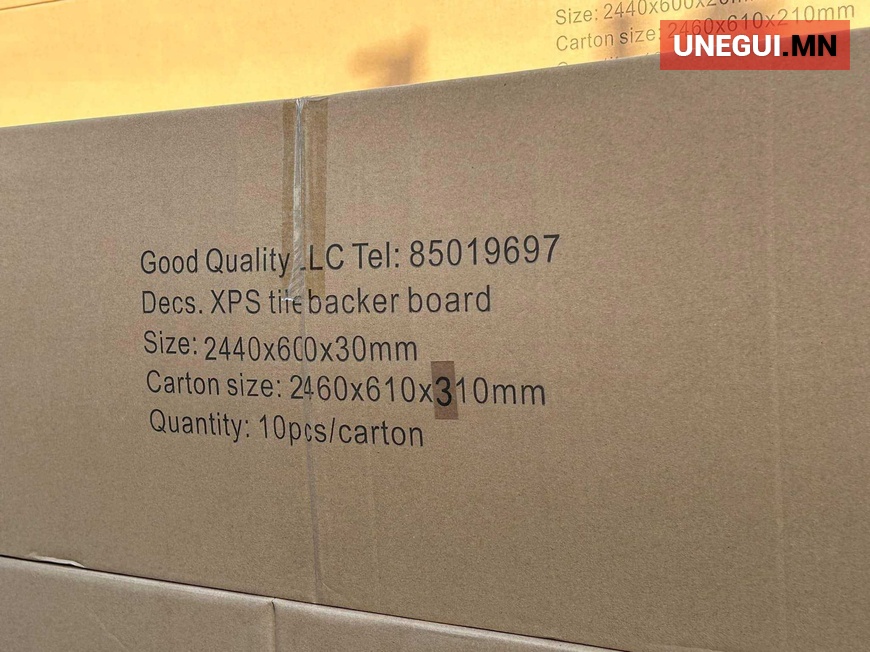 Size: 2440x600x20mm
Carton size: 2460x610x210mm
UNEGUI.MN
Good Quality LLC Tel: 85019697
Decs. XPS tile backer board
Size: 2440x600x30mm
Carton size: 2460x610x310mm
Quantity: 10pcs/carton